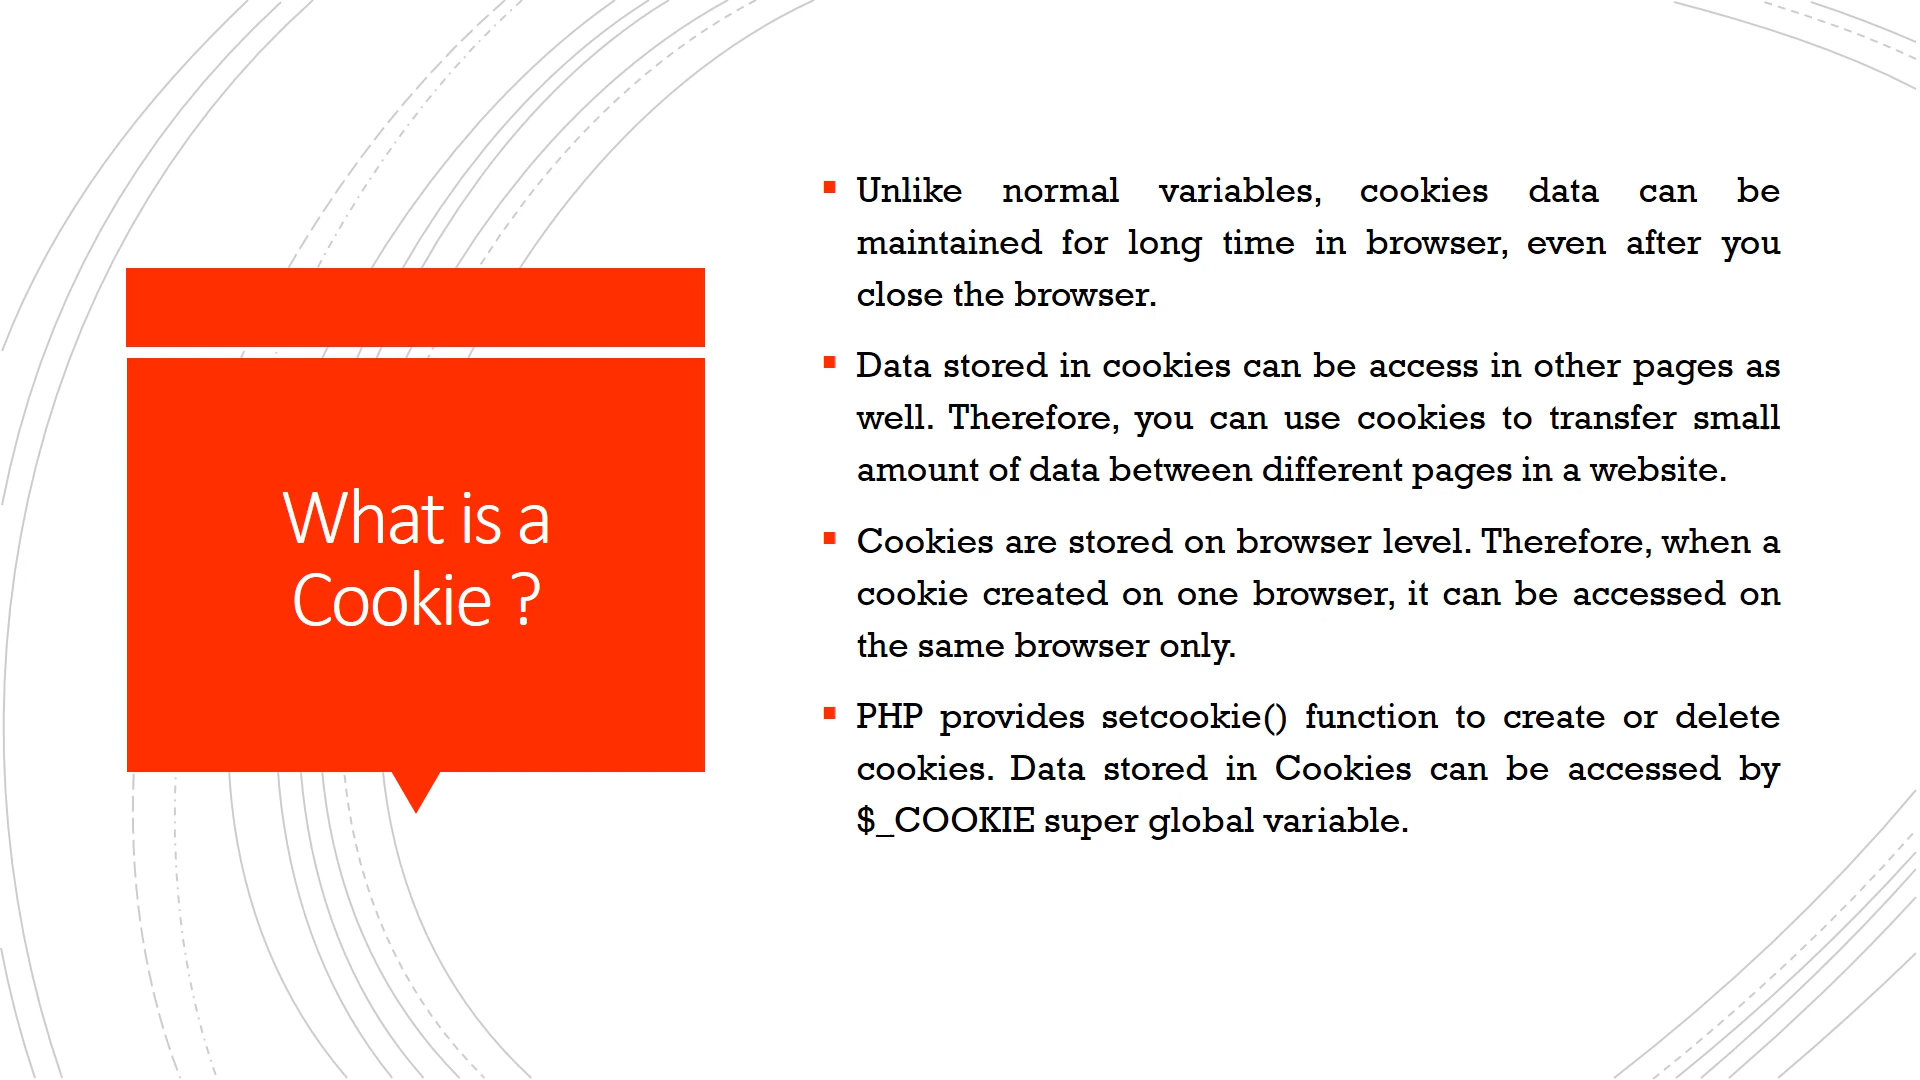 What is a
Cookie ?
Unlike normal variables, cookies data can be
maintained for long time in browser, even after you
close the browser.
Data stored in cookies can be access in other pages as
well. Therefore, you can use cookies to transfer small
amount of data between different pages in a website.
Cookies are stored on browser level. Therefore, when a
cookie created on one browser, it can be accessed on
the same browser only.
PHP provides setcookie() function to create or delete
cookies. Data stored in Cookies can be accessed by
$_COOKIE super global variable.